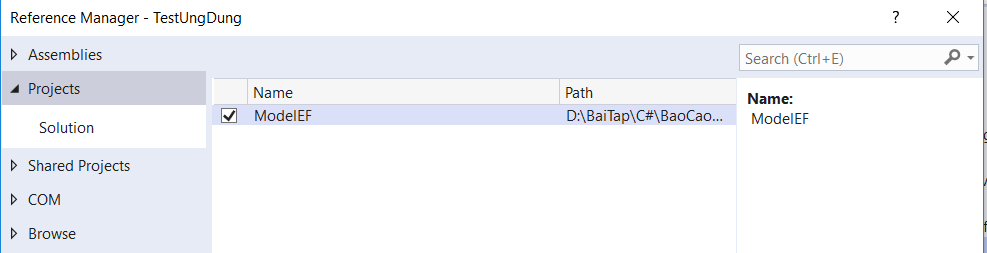 Reference Manager - TestUngDung
?
Assemblies
Search (Ctrl+E)
Projects
Name
Path
Name:
ModelEF
D:\BaiTap\C#\BaoCao...
ModelEF
Solution
Shared Projects
COM
Browse